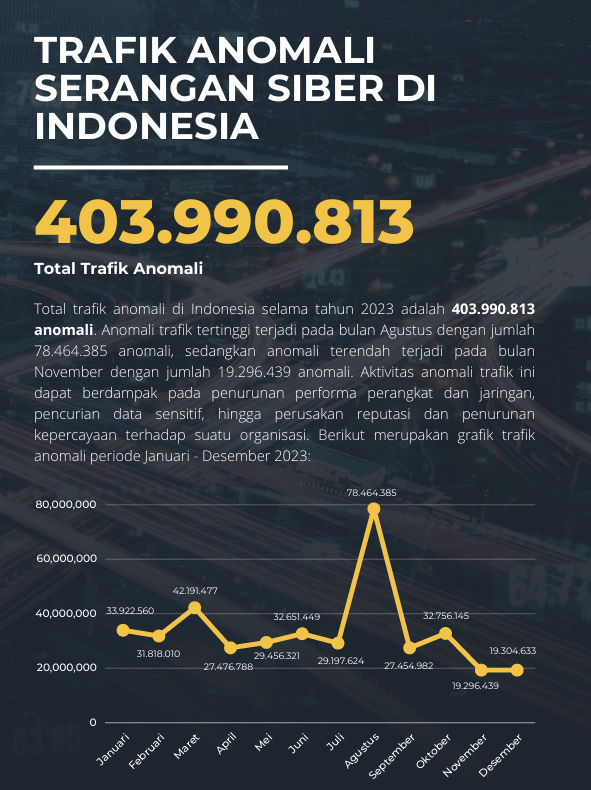 TRAFIK ANOMALI
SERANGAN SIBER DI
INDONESIA
403.990.813
Total Trafik Anomali
Total trafik anomali di Indonesia selama tahun 2023 adalah 403.990.813
anomali. Anomali trafik tertinggi terjadi pada bulan Agustus dengan jumlah
78.464.385 anomali, sedangkan anomali terendah terjadi pada bulan
November dengan jumlah 19.296.439 anomali. Aktivitas anomali trafik ini
dapat berdampak pada penurunan performa perangkat dan jaringan,
pencurian data sensitif, hingga perusakan reputasi dan penurunan
kepercayaan terhadap suatu organisasi. Berikut merupakan grafik trafik
anomali periode Januari - Desember 2023:
78.464.385
80,000,000
60,000,000
42.191.477
40,000,000
33.922.560
32.651.449
32.756.145
31.818.010
27.476.788
29.456.321
29.197.624
27.454.982
19.304.633
20,000,000
19.296.439
0
Januari
Februari
Maret
April
Mei
Juni
Juli
Agustus
September
Oktober
November
Desember